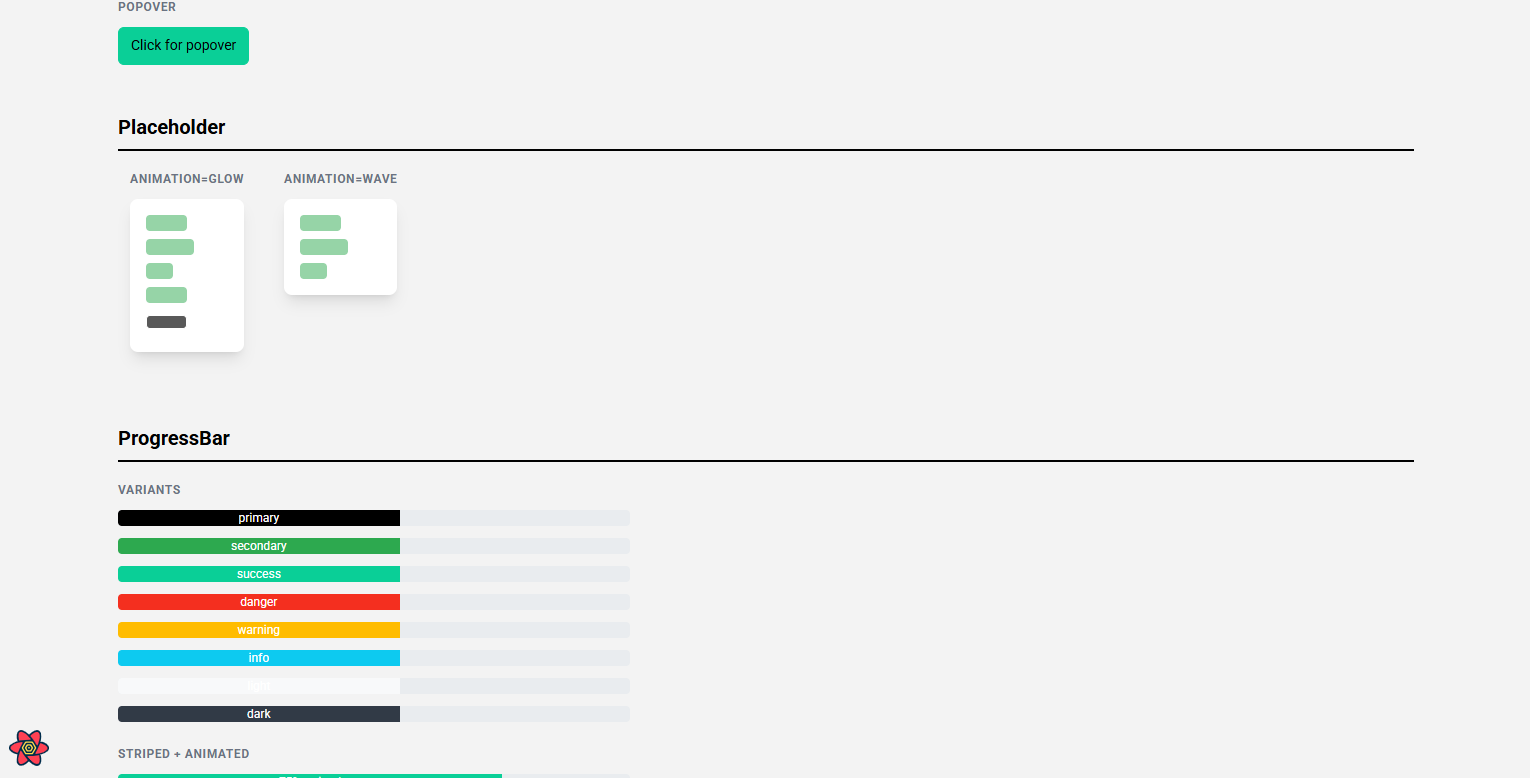 POPOVER
Click for popover
Placeholder
ANIMATION=GLOW
ANIMATION=WAVE
ProgressBar
VARIANTS
primary
secondary
success
danger
warning
info
light
dark
STRIPED + ANIMATED